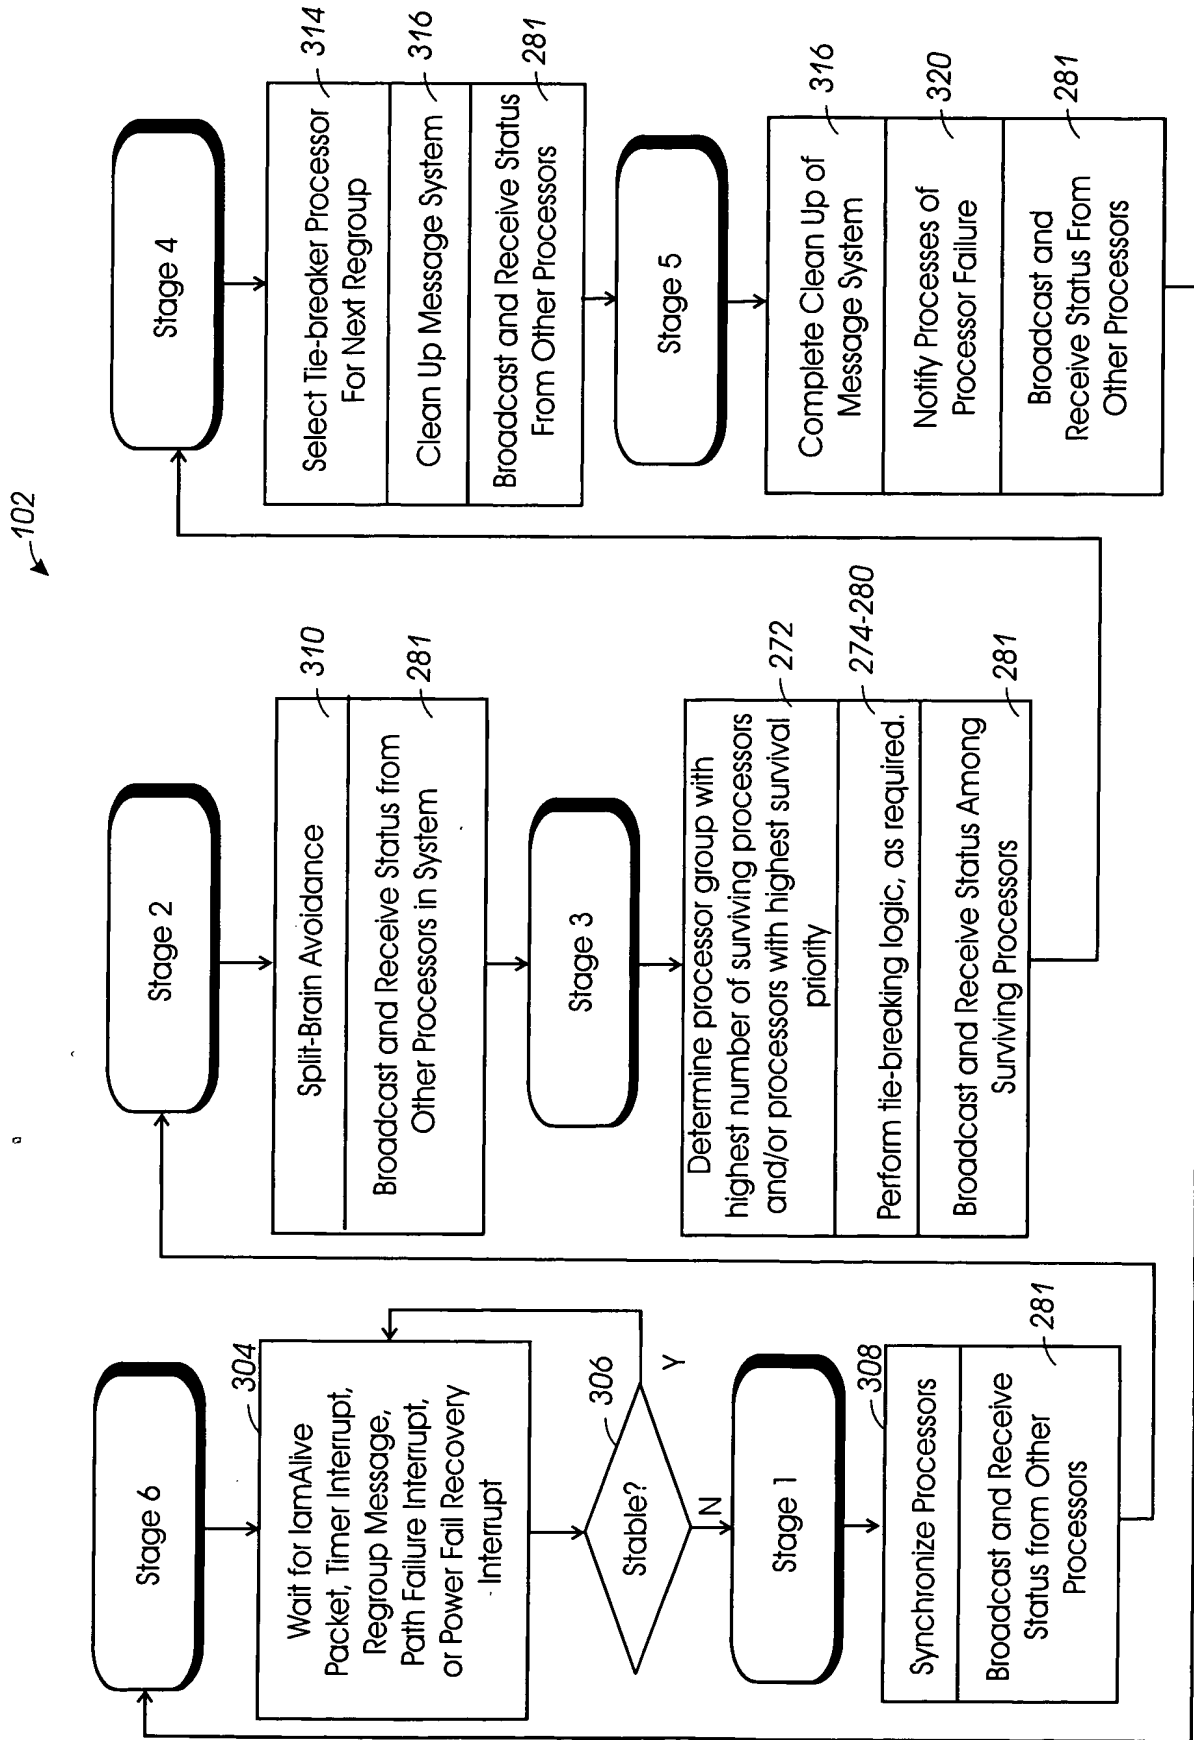 102
Stage 6
304
Wait for IamAlive
Packet, Timer Interrupt,
Regroup Message,
Path Failure Interrupt,
or Power Fail Recovery
Interrupt
306
Stable?
Y
N
Stage 1
308
Synchronize Processors
Broadcast and Receive
Status from Other
Processors
281
Stage 2
310
Split-Brain Avoidance
281
Broadcast and Receive Status from
Other Processors in System
Stage 3
Determine processor group with
highest number of surviving processors
and/or processors with highest survival
priority
272
274-280
Perform tie-breaking logic, as required.
281
Broadcast and Receive Status Among
Surviving Processors
Stage 4
314
Select Tie-breaker Processor
For Next Regroup
316
Clean Up Message System
281
Broadcast and Receive Status
From Other Processors
Stage 5
316
Complete Clean Up of
Message System
320
Notify Processes of
Processor Failure
281
Broadcast and
Receive Status From
Other Processors